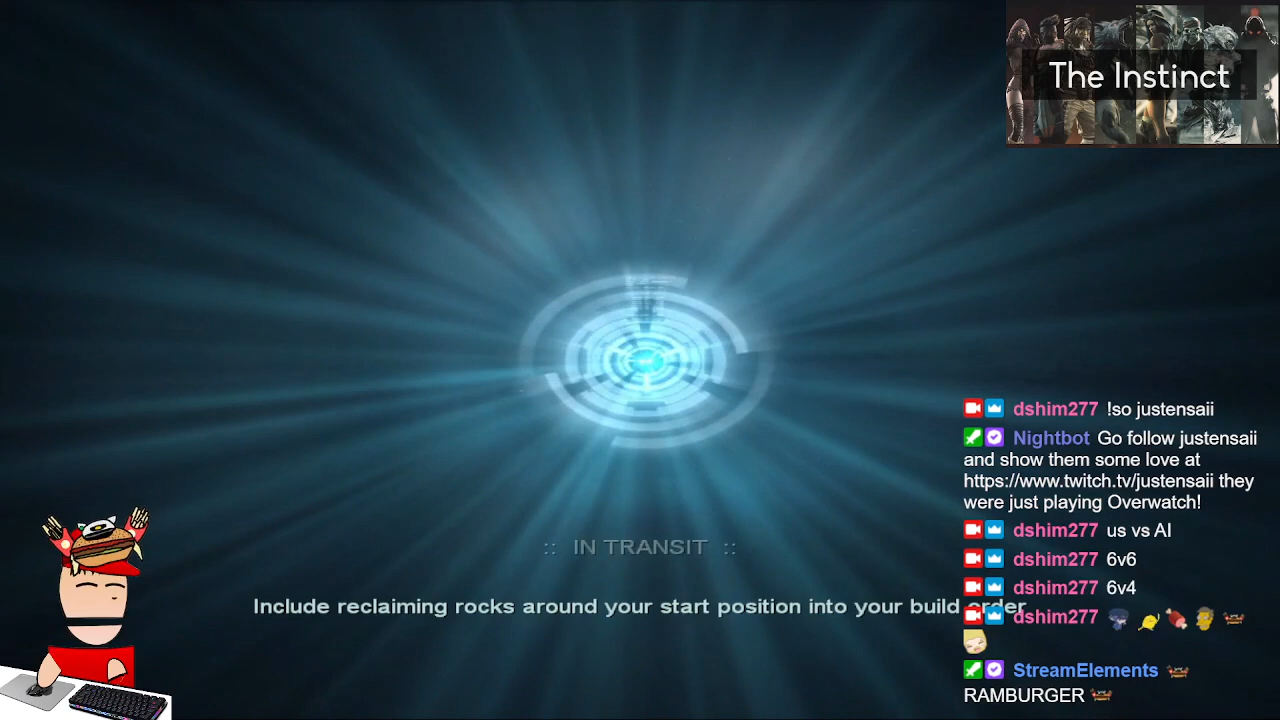 The Instinct
dshim277 !so justensaii
Nightbot Go follow justensaii
and show them some love at
https://www.twitch.tv/justensaii they
were just playing Overwatch!
dshim277 us vs AI
:: IN TRANSIT ::
dshim277 6v6
dshim277 6v4
Include reclaiming rocks around your start position into your build order
dshim277
StreamElements
RAMBURGER